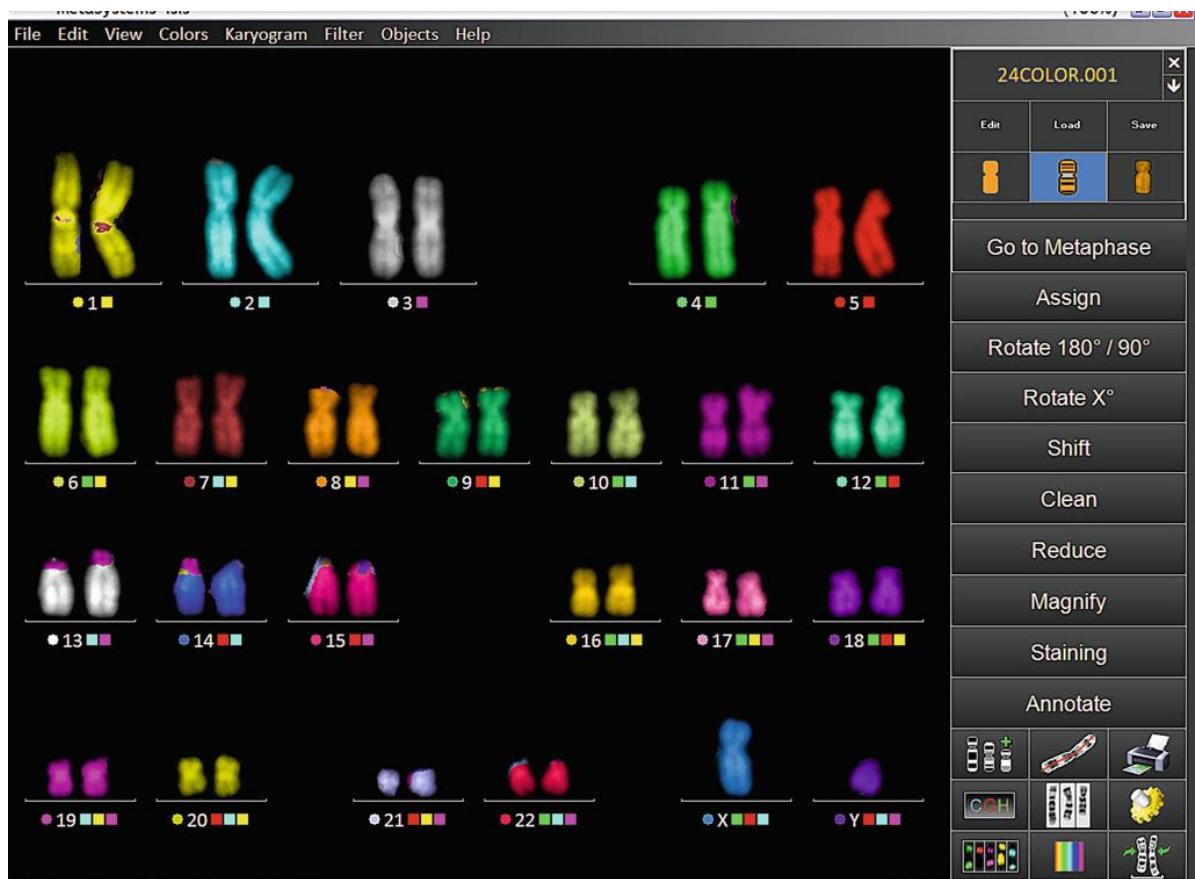 File Edit View Colors Karyogram Filter Objects Help
24COLOR.001
Edit Load Save
Go to Metaphase
Assign
Rotate 180° / 90°
Rotate X°
Shift
Clean
Reduce
Magnify
Staining
Annotate
CGH
1 2 3 4 5
6 7 8 9 10 11 12
13 14 15 16 17 18
19 20 21 22 X Y